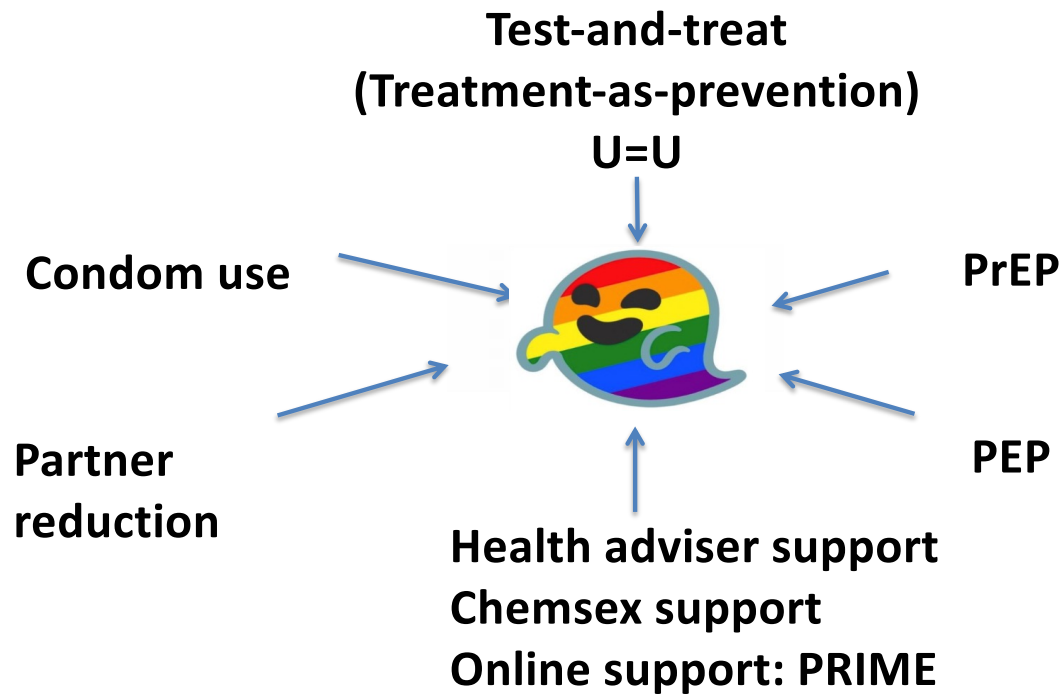 Test-and-treat
(Treatment-as-prevention)
U=U
Condom use
PrEP
Partner
reduction
PEP
Health adviser support
Chemsex support
Online support: PRIME